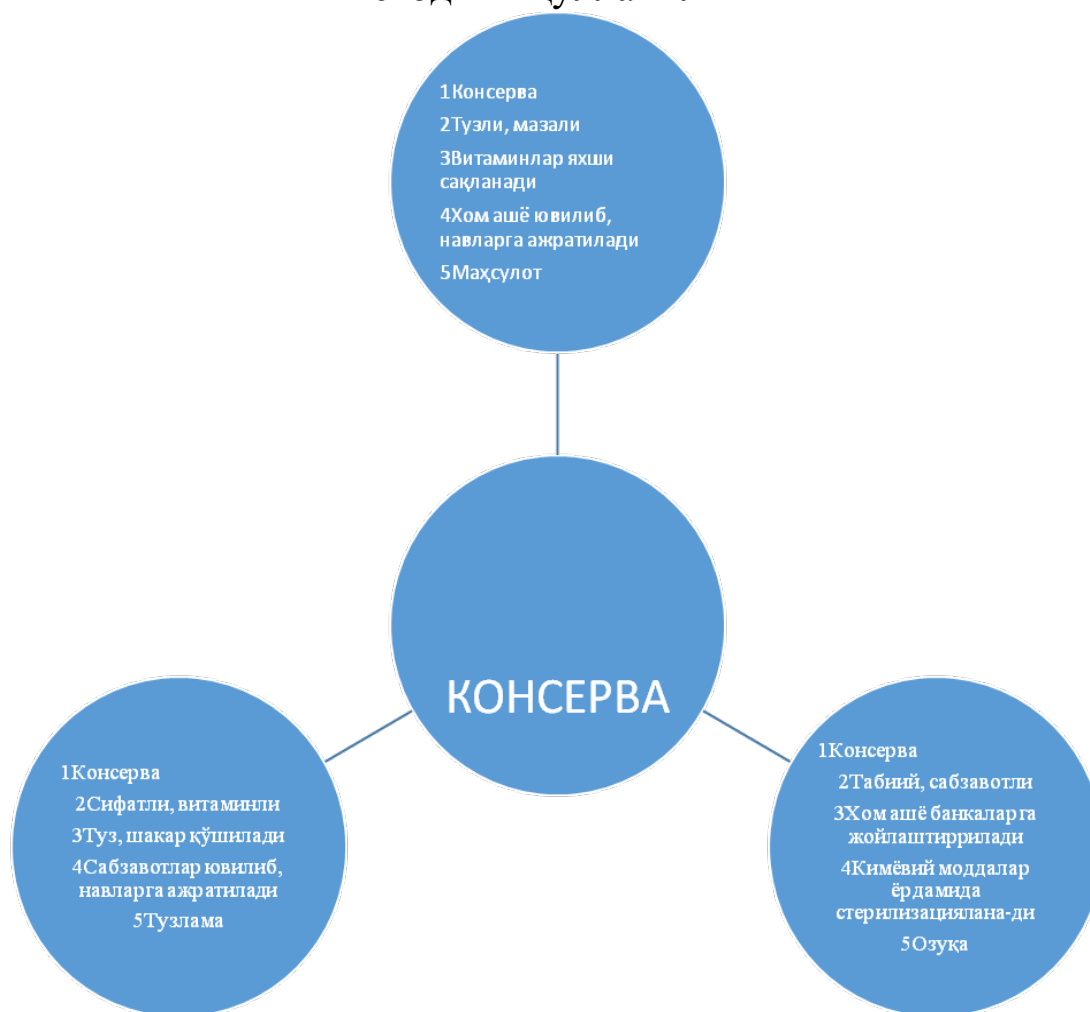 1Консерва
2Тузли, мазали
3Витаминлар яхши
сақланади
4Хом ашё ювилиб,
навларга ажратилади
5Маҳсулот
КОНСЕРВА
1Консерва
2Сифатли, витаминли
3Туз, шакар қўшилади
4Сабзавотлар ювилиб,
навларга ажратилади
5Тузлама
1Консерва
2Табиий, сабзавотли
3Хом ашё банкаларга
жойлаштиррилади
4Кимёвий моддалар
ёрдамида
стерилизациялана-ди
5Озуқа